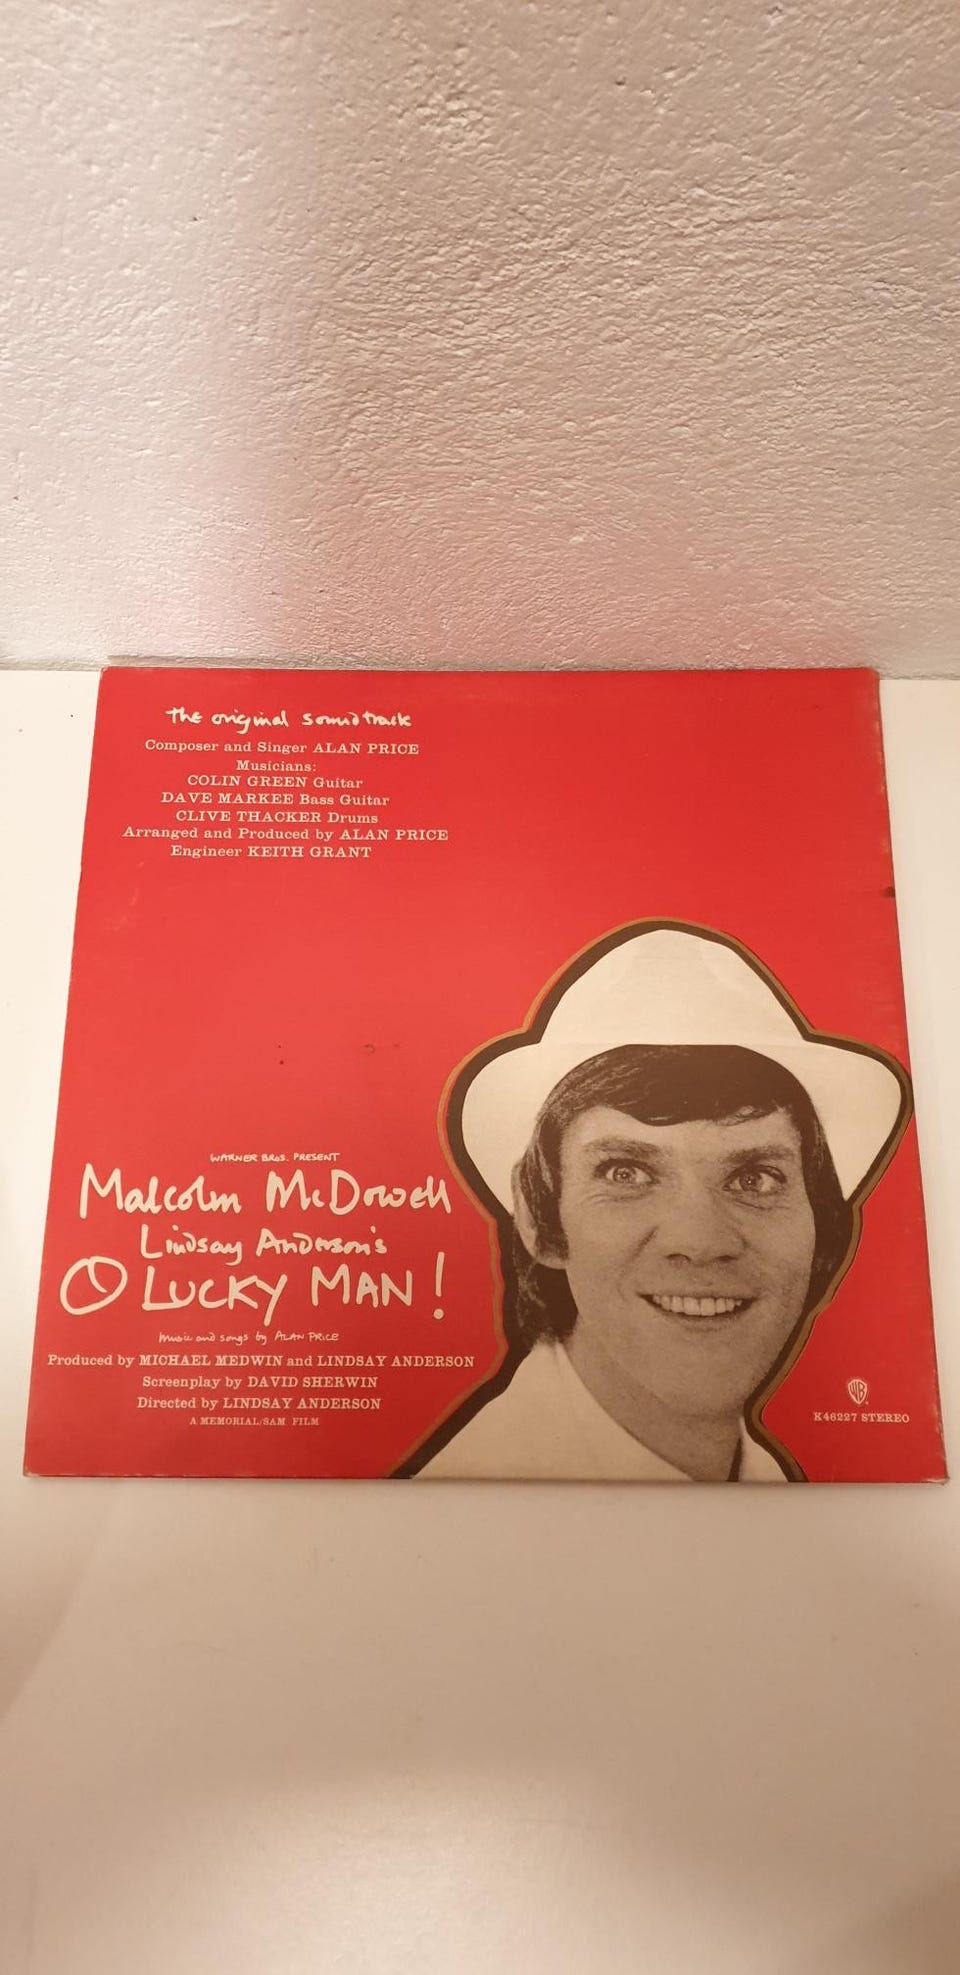 The original soundtrack
Composer and Singer ALAN PRICE
Musicians:
COLIN GREEN Guitar
DAVE MARKEE Bass Guitar
CLIVE THACKER Drums
Arranged and Produced by ALAN PRICE
Engineer KEITH GRANT
WARNER BROS. PRESENT
Malcolm McDowell
Lindsay Anderson's
O LUCKY MAN!
music and songs by ALAN PRICE
Produced by MICHAEL MEDWIN and LINDSAY ANDERSON
Screenplay by DAVID SHERWIN
Directed by LINDSAY ANDERSON
A MEMORIAL/SAM FILM
WB
K46227 STEREO